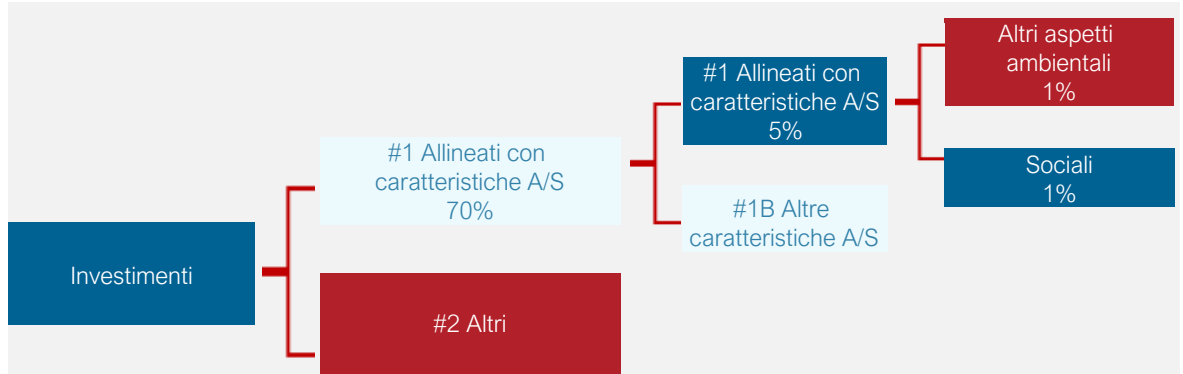 Investimenti
#1 Allineati con
caratteristiche A/S
70%
#2 Altri
#1 Allineati con
caratteristiche A/S
5%
#1B Altre
caratteristiche A/S
Altri aspetti
ambientali
1%
Sociali
1%